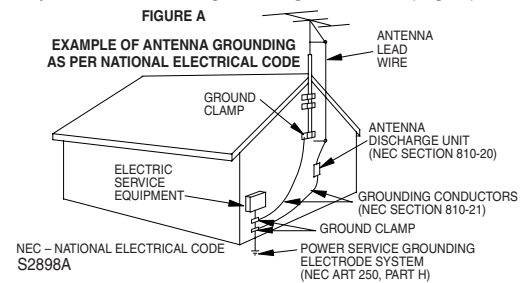 FIGURE A
EXAMPLE OF ANTENNA GROUNDING
AS PER NATIONAL ELECTRICAL CODE
ANTENNA
LEAD
WIRE
GROUND
CLAMP
ANTENNA
DISCHARGE UNIT
(NEC SECTION 810-20)
ELECTRIC
SERVICE
EQUIPMENT
GROUNDING CONDUCTORS
(NEC SECTION 810-21)
GROUND CLAMP
NEC – NATIONAL ELECTRICAL CODE
S2898A
POWER SERVICE GROUNDING
ELECTRODE SYSTEM
(NEC ART 250, PART H)